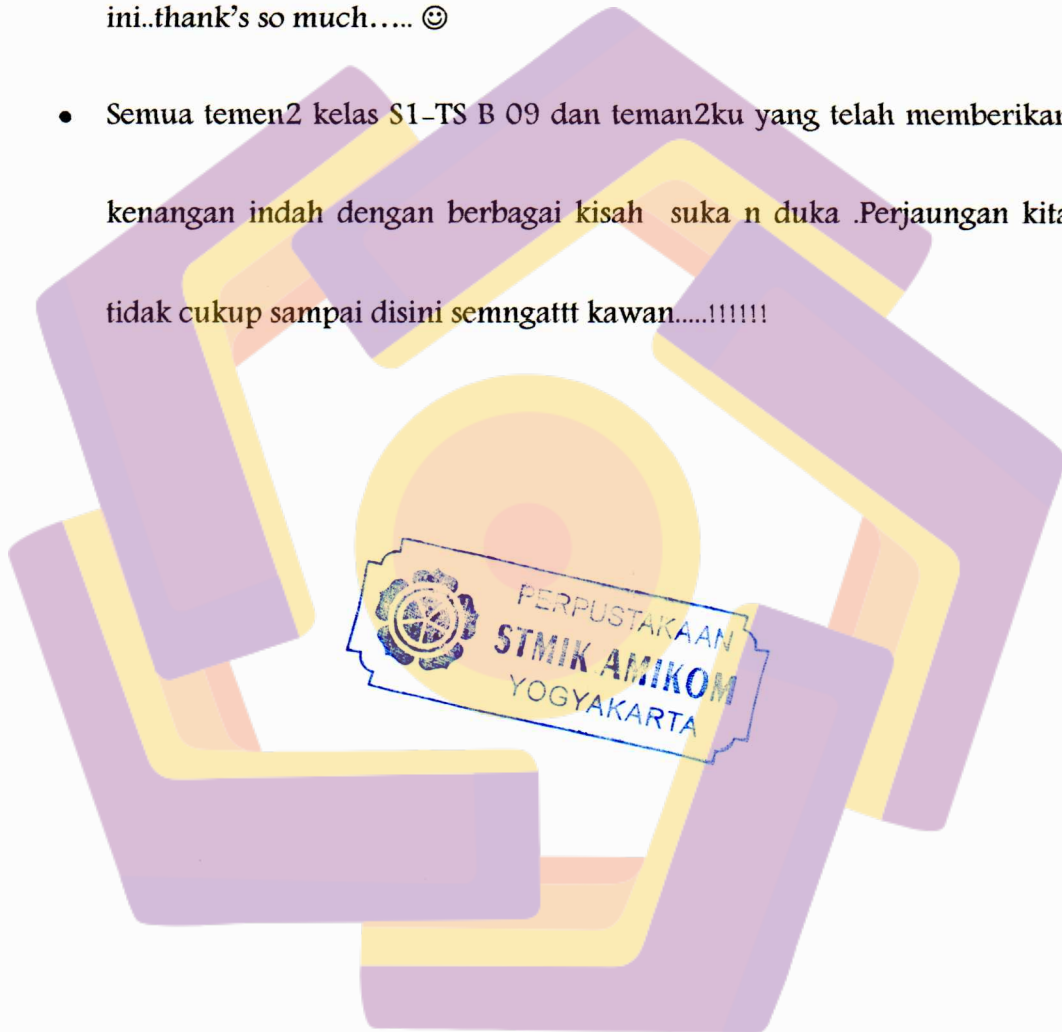 ini..thank's so much..... ☺
• Semua temen2 kelas S1-TS B 09 dan teman2ku yang telah memberikan
kenangan indah dengan berbagai kisah suka n duka .Perjaungan kita
tidak cukup sampai disini semngattt kawan.....!!!!!!
PERPUSTAKAAN
STMIK AMIKOM
YOGYAKARTA